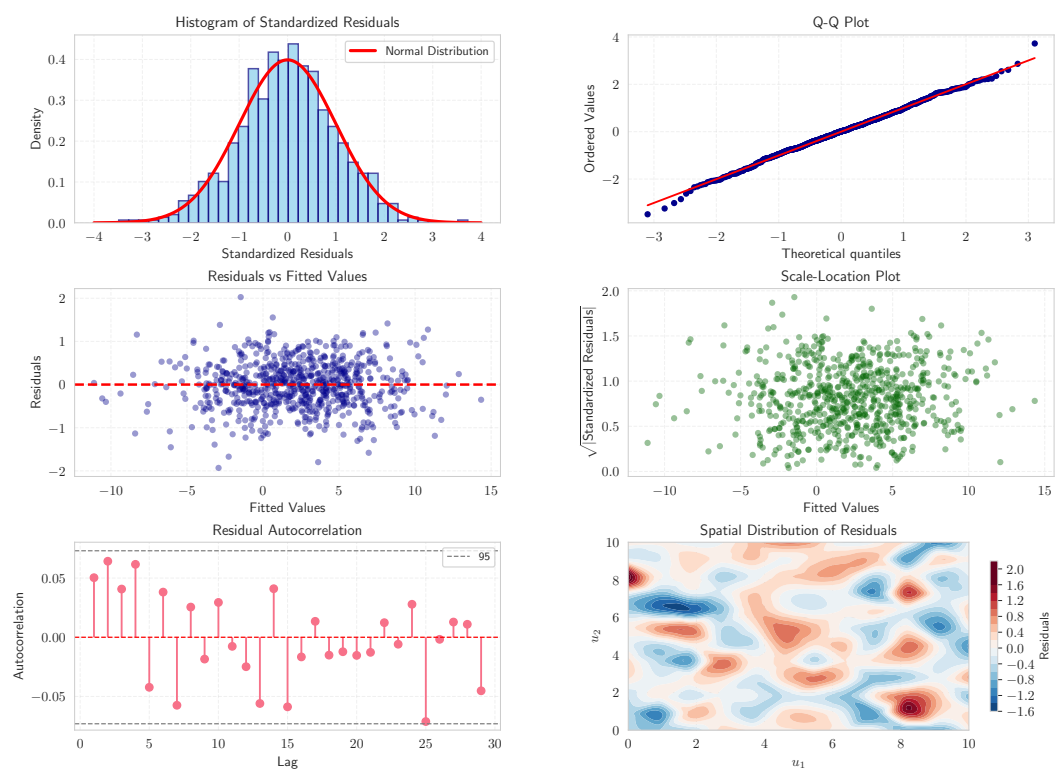 Histogram of Standardized Residuals
Density
0.4
0.3
0.2
0.1
0.0
Normal Distribution
−4 −3 −2 −1 0 1 2 3 4
Standardized Residuals
Q-Q Plot
Ordered Values
4
2
0
−2
−3 −2 −1 0 1 2 3
Theoretical quantiles
Residuals vs Fitted Values
Residuals
2
1
0
−1
−2
−10 −5 0 5 10 15
Fitted Values
Scale-Location Plot
√|Standardized Residuals|
2.0
1.5
1.0
0.5
0.0
−10 −5 0 5 10 15
Fitted Values
Residual Autocorrelation
Autocorrelation
0.05
0.00
−0.05
95
0 5 10 15 20 25 30
Lag
Spatial Distribution of Residuals
u₂
10
8
6
4
2
0
0 2 4 6 8 10
u₁
2.0
1.6
1.2
0.8
0.4
0.0
−0.4
−0.8
−1.2
−1.6
Residuals